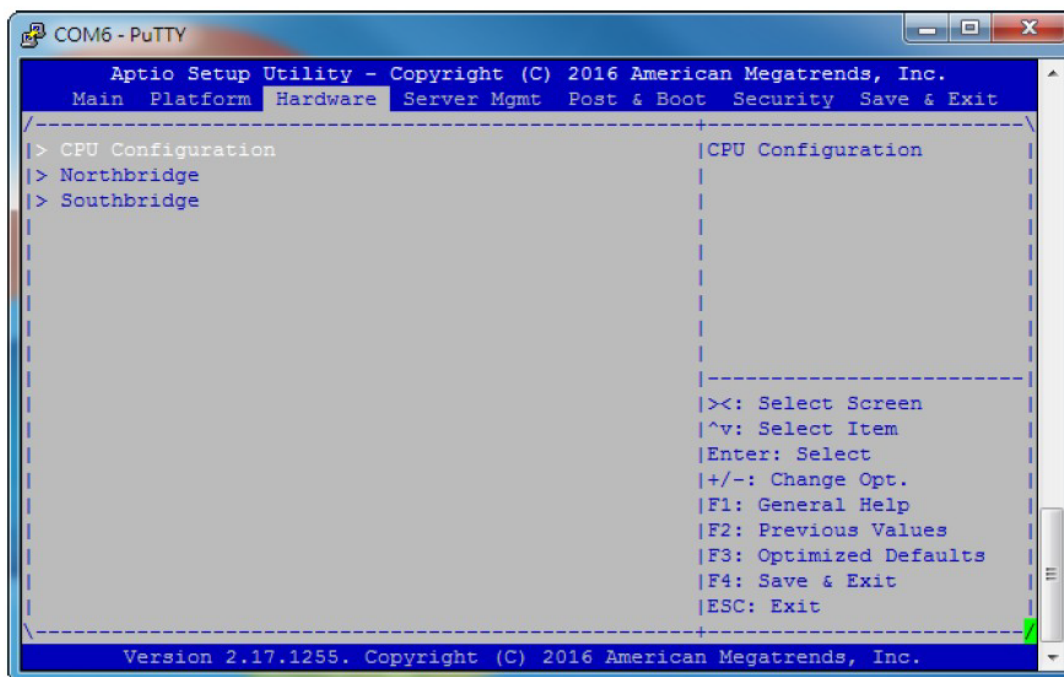 COM6 - PuTTY
Aptio Setup Utility - Copyright (C) 2016 American Megatrends, Inc.
Main Platform Hardware Server Mgmt Post & Boot Security Save & Exit
/----------------------------------------------------+-------------------------\
|> CPU Configuration |CPU Configuration |
|> Northbridge | |
|> Southbridge | |
| | |
| | |
| | |
| | |
| | |
| | |
| |-------------------------|
| |><: Select Screen |
| |^v: Select Item |
| |Enter: Select |
| |+/-: Change Opt. |
| |F1: General Help |
| |F2: Previous Values |
| |F3: Optimized Defaults |
| |F4: Save & Exit |
| |ESC: Exit |
\----------------------------------------------------+-------------------------/
Version 2.17.1255. Copyright (C) 2016 American Megatrends, Inc.